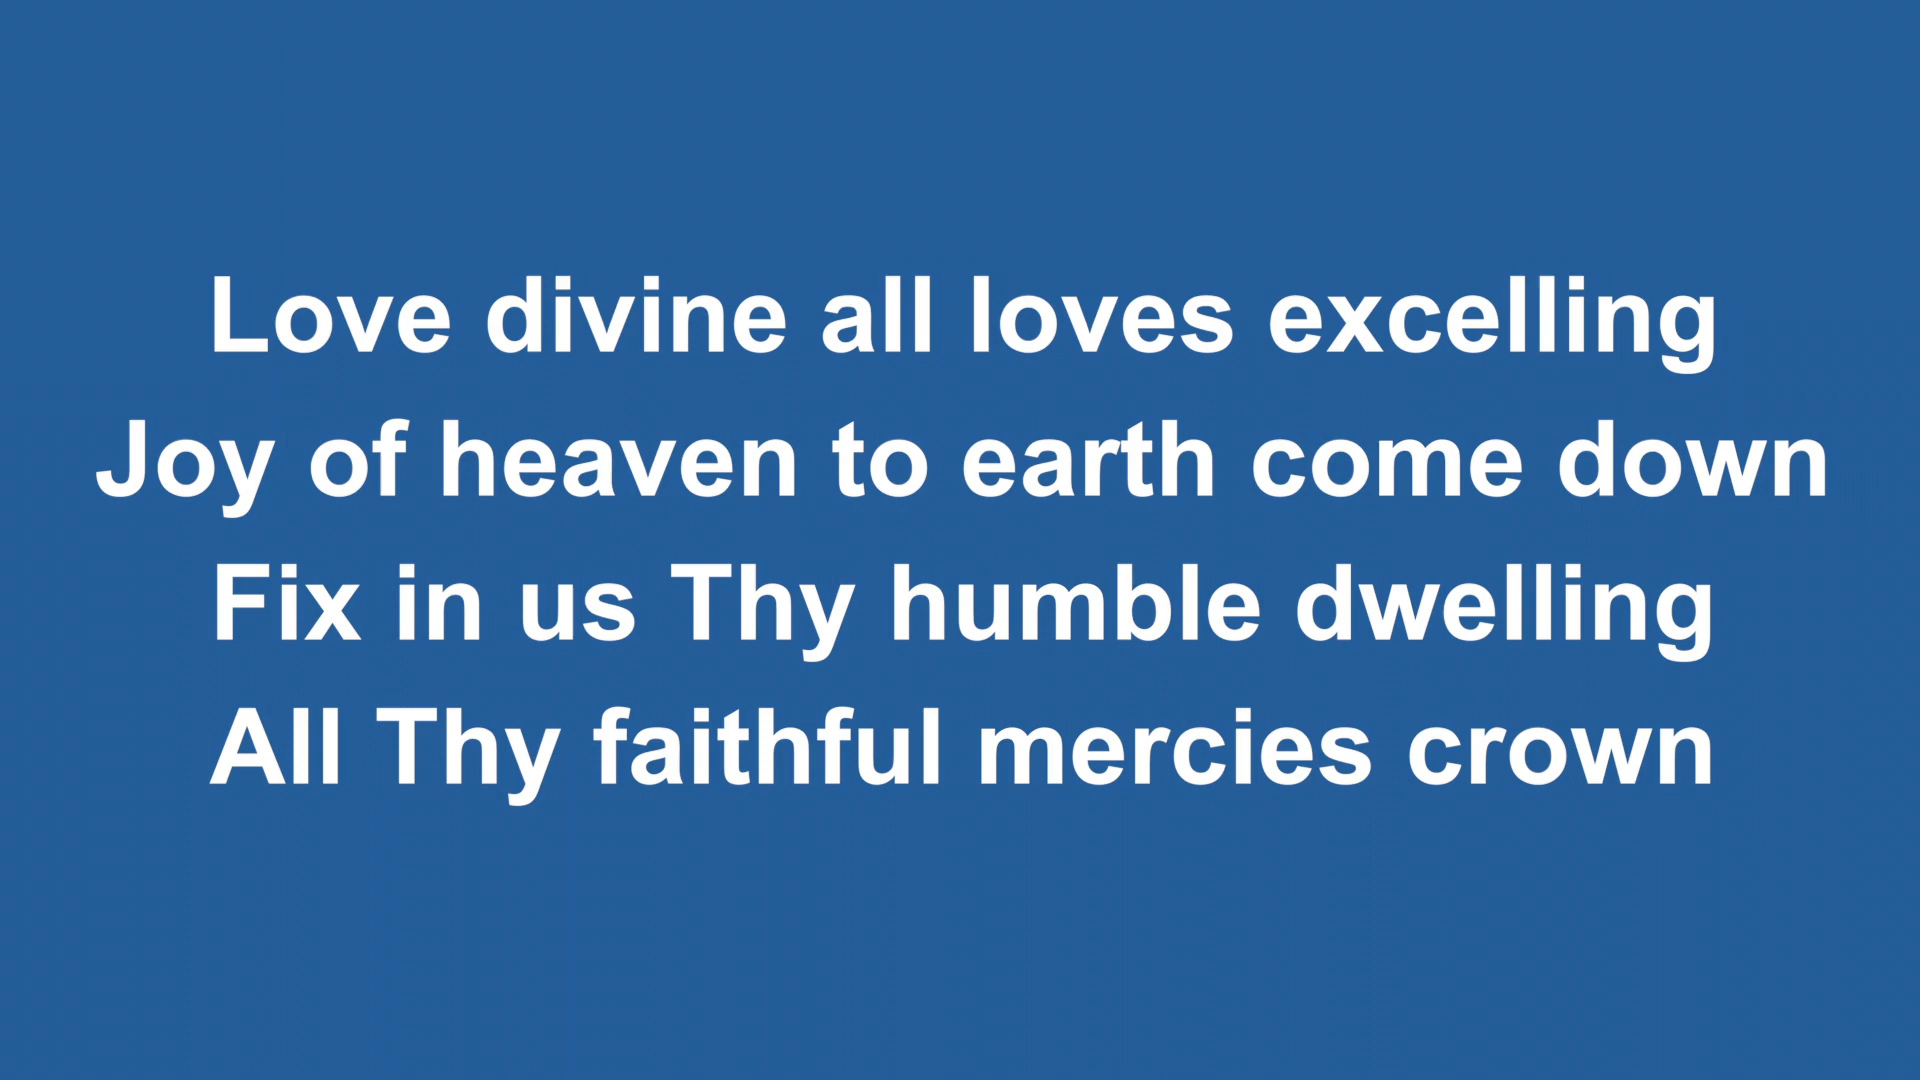 Love divine all loves excelling
Joy of heaven to earth come down
Fix in us Thy humble dwelling
All Thy faithful mercies crown